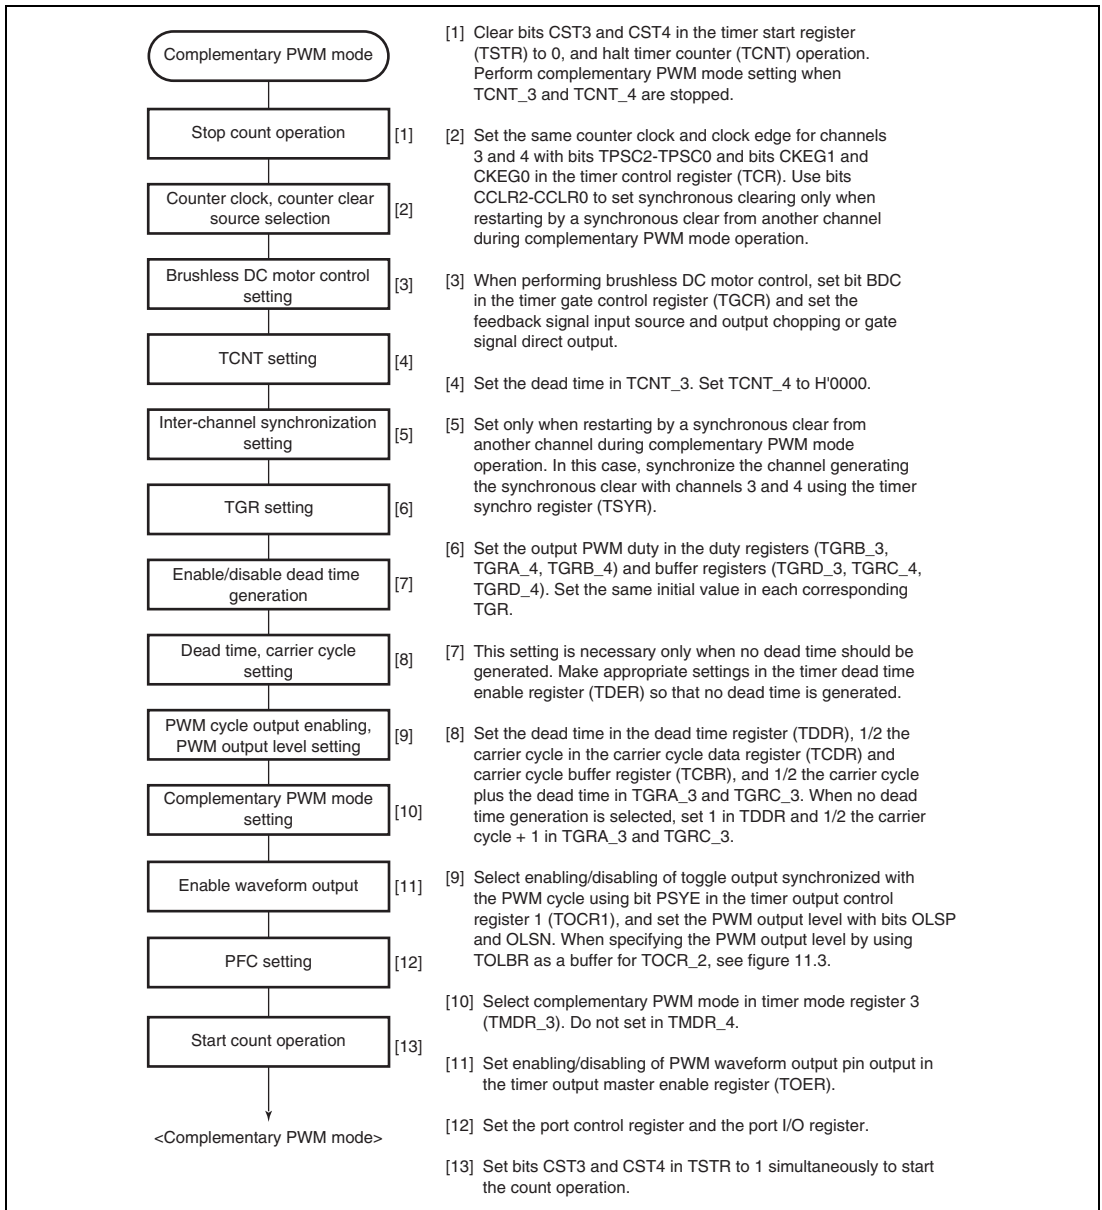 Complementary PWM mode
Stop count operation
[1]
Counter clock, counter clear
source selection
[2]
Brushless DC motor control
setting
[3]
TCNT setting
[4]
Inter-channel synchronization
setting
[5]
TGR setting
[6]
Enable/disable dead time
generation
[7]
Dead time, carrier cycle
setting
[8]
PWM cycle output enabling,
PWM output level setting
[9]
Complementary PWM mode
setting
[10]
Enable waveform output
[11]
PFC setting
[12]
Start count operation
[13]
<Complementary PWM mode>
[1] Clear bits CST3 and CST4 in the timer start register
(TSTR) to 0, and halt timer counter (TCNT) operation.
Perform complementary PWM mode setting when
TCNT_3 and TCNT_4 are stopped.
[2] Set the same counter clock and clock edge for channels
3 and 4 with bits TPSC2-TPSC0 and bits CKEG1 and
CKEG0 in the timer control register (TCR). Use bits
CCLR2-CCLR0 to set synchronous clearing only when
restarting by a synchronous clear from another channel
during complementary PWM mode operation.
[3] When performing brushless DC motor control, set bit BDC
in the timer gate control register (TGCR) and set the
feedback signal input source and output chopping or gate
signal direct output.
[4] Set the dead time in TCNT_3. Set TCNT_4 to H'0000.
[5] Set only when restarting by a synchronous clear from
another channel during complementary PWM mode
operation. In this case, synchronize the channel generating
the synchronous clear with channels 3 and 4 using the timer
synchro register (TSYR).
[6] Set the output PWM duty in the duty registers (TGRB_3,
TGRA_4, TGRB_4) and buffer registers (TGRD_3, TGRC_4,
TGRD_4). Set the same initial value in each corresponding
TGR.
[7] This setting is necessary only when no dead time should be
generated. Make appropriate settings in the timer dead time
enable register (TDER) so that no dead time is generated.
[8] Set the dead time in the dead time register (TDDR), 1/2 the
carrier cycle in the carrier cycle data register (TCDR) and
carrier cycle buffer register (TCBR), and 1/2 the carrier cycle
plus the dead time in TGRA_3 and TGRC_3. When no dead
time generation is selected, set 1 in TDDR and 1/2 the carrier
cycle + 1 in TGRA_3 and TGRC_3.
[9] Select enabling/disabling of toggle output synchronized with
the PWM cycle using bit PSYE in the timer output control
register 1 (TOCR1), and set the PWM output level with bits OLSP
and OLSN. When specifying the PWM output level by using
TOLBR as a buffer for TOCR_2, see figure 11.3.
[10] Select complementary PWM mode in timer mode register 3
(TMDR_3). Do not set in TMDR_4.
[11] Set enabling/disabling of PWM waveform output pin output in
the timer output master enable register (TOER).
[12] Set the port control register and the port I/O register.
[13] Set bits CST3 and CST4 in TSTR to 1 simultaneously to start
the count operation.